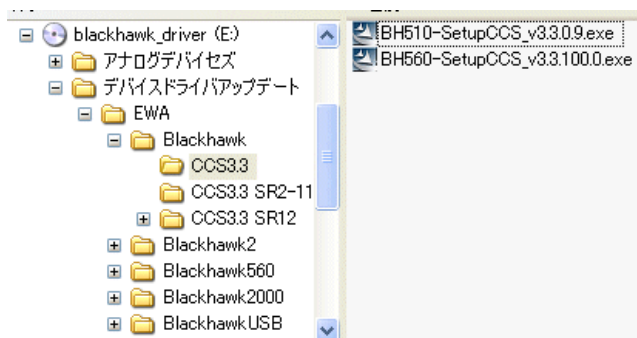 blackhawk_driver (E:)
アナログデバイセズ
デバイスドライバアップデート
EWA
Blackhawk
CCS3.3
CCS3.3 SR2-11
CCS3.3 SR12
Blackhawk2
Blackhawk560
Blackhawk2000
BlackhawkUSB
BH510-SetupCCS_v3.3.0.9.exe
BH560-SetupCCS_v3.3.100.0.exe